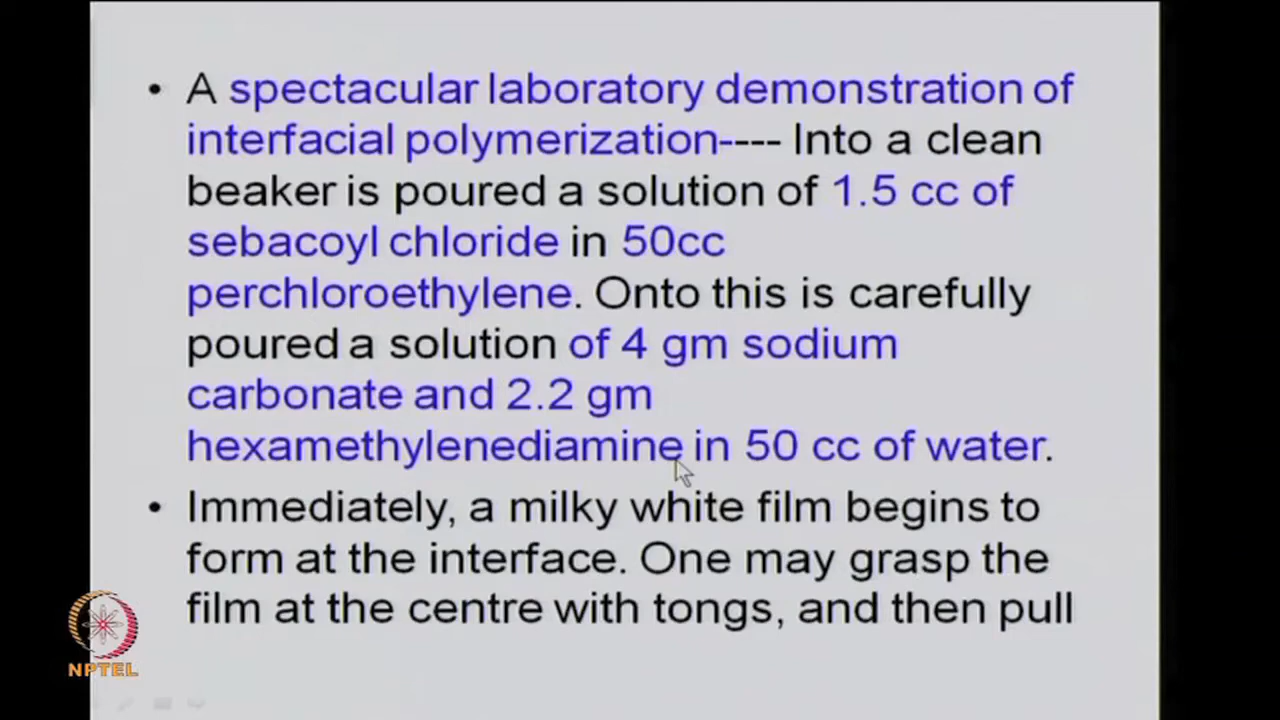 • A spectacular laboratory demonstration of
interfacial polymerization---- Into a clean
beaker is poured a solution of 1.5 cc of
sebacoyl chloride in 50cc
perchloroethylene. Onto this is carefully
poured a solution of 4 gm sodium
carbonate and 2.2 gm
hexamethylenediamine in 50 cc of water.
• Immediately, a milky white film begins to
form at the interface. One may grasp the
film at the centre with tongs, and then pull
NPTEL